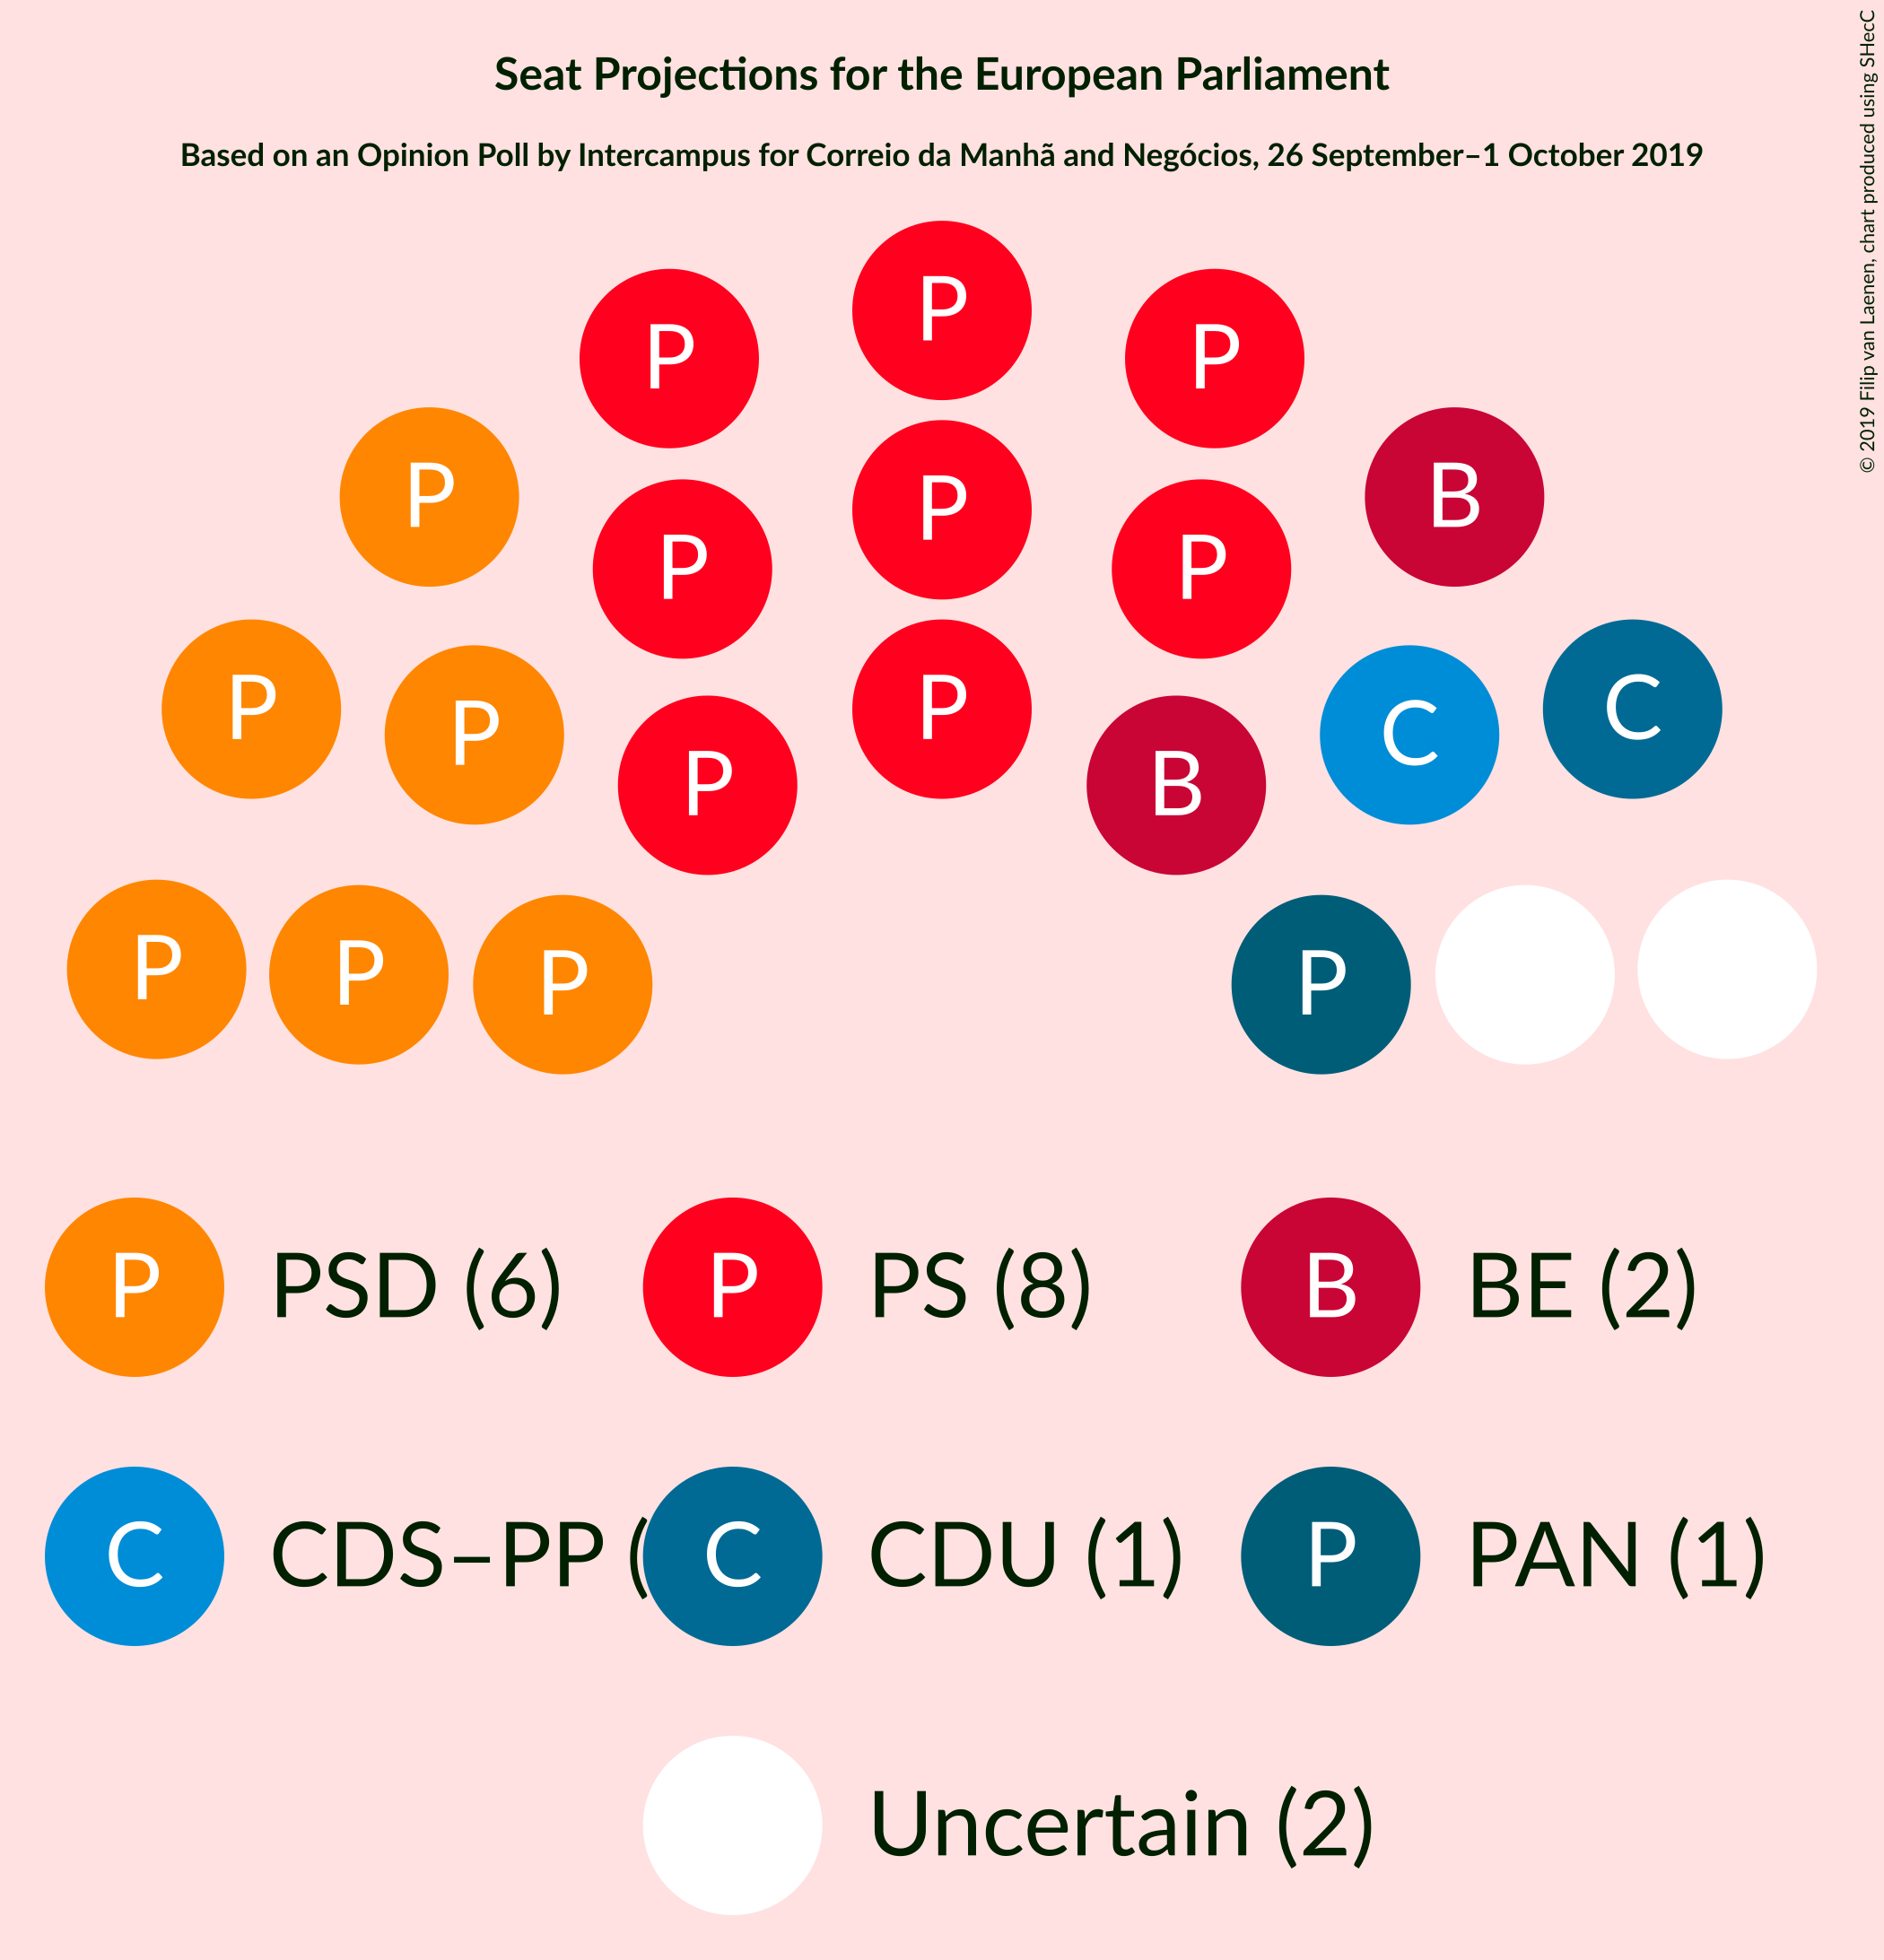 Seat Projections for the European Parliament
Based on an Opinion Poll by Intercampus for Correio da Manhã and Negócios, 26 September–1 October 2019
© 2019 Filip van Laenen, chart produced using SHecC
P
P P
P B
P
P P
P P
P P
C C
P B
P P P
P
P PSD (6) P PS (8) B BE (2)
C CDS–PP ( C CDU (1) P PAN (1)
Uncertain (2)